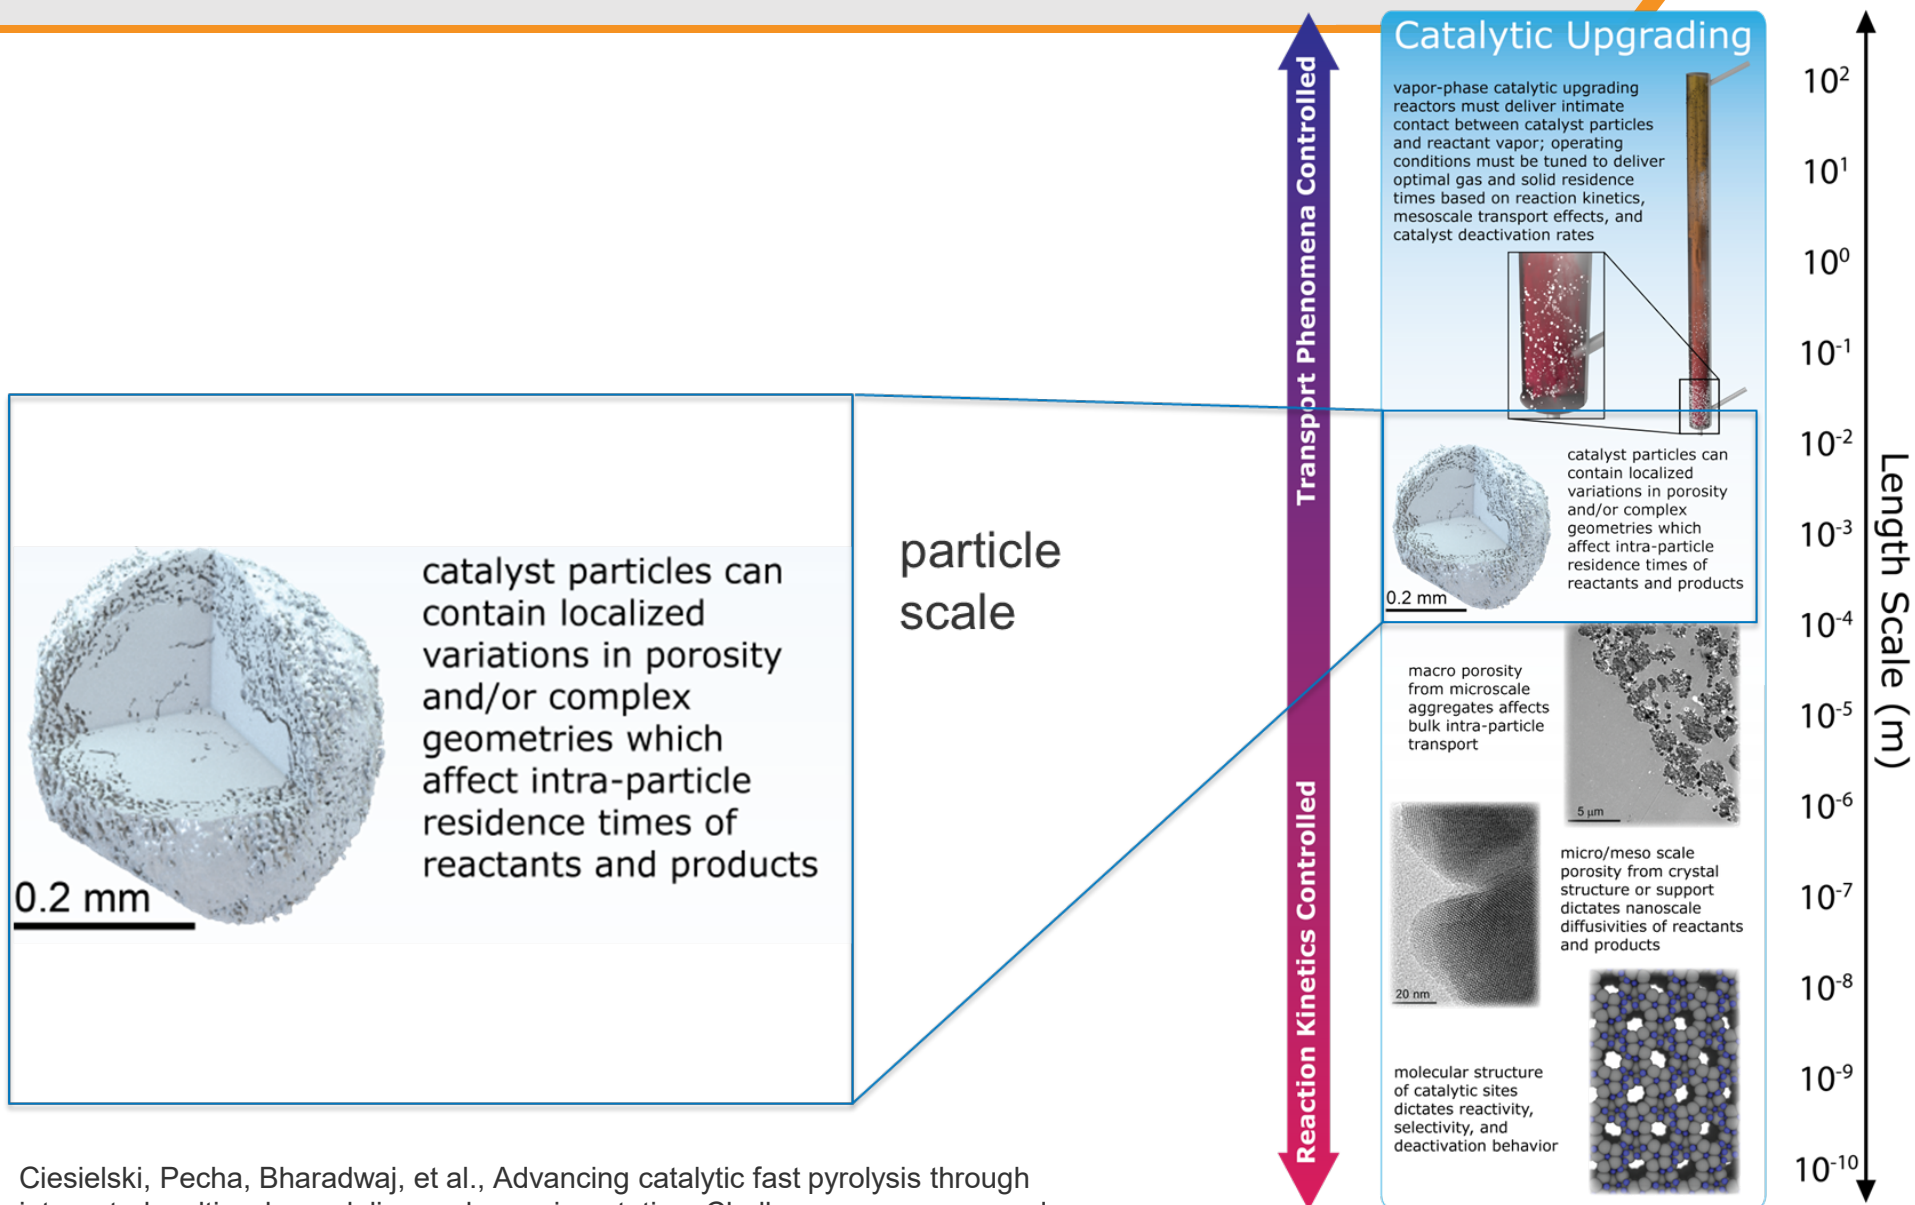 catalyst particles can
contain localized
variations in porosity
and/or complex
geometries which
affect intra-particle
residence times of
reactants and products
0.2 mm
particle
scale
Ciesielski, Pecha, Bharadwaj, et al., Advancing catalytic fast pyrolysis through
Transport Phenomena Controlled
Reaction Kinetics Controlled
Catalytic Upgrading
vapor-phase catalytic upgrading
reactors must deliver intimate
contact between catalyst particles
and reactant vapor; operating
conditions must be tuned to deliver
optimal gas and solid residence
times based on reaction kinetics,
mesoscale transport effects, and
catalyst deactivation rates
catalyst particles can
contain localized
variations in porosity
and/or complex
geometries which
affect intra-particle
residence times of
reactants and products
0.2 mm
macro porosity
from microscale
aggregates affects
bulk intra-particle
transport
5 µm
micro/meso scale
porosity from crystal
structure or support
dictates nanoscale
diffusivities of reactants
and products
20 nm
molecular structure
of catalytic sites
dictates reactivity,
selectivity, and
deactivation behavior
10²
10¹
10⁰
10⁻¹
10⁻²
10⁻³
10⁻⁴
10⁻⁵
10⁻⁶
10⁻⁷
10⁻⁸
10⁻⁹
10⁻¹⁰
Length Scale (m)